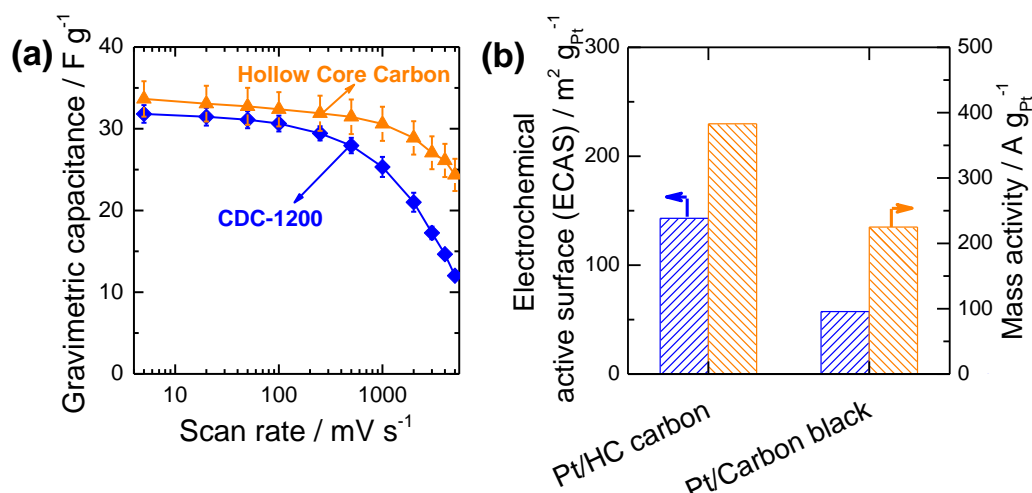 (a)
Gravimetric capacitance / F g⁻¹
40
30
20
10
0
Hollow Core Carbon
CDC-1200
10
100
1000
Scan rate / mV s⁻¹
(b)
Electrochemical
active surface (ECAS) / m² g_Pt⁻¹
300
200
100
0
500
400
300
200
100
0
Mass activity / A g_Pt⁻¹
Pt/HC carbon
Pt/Carbon black